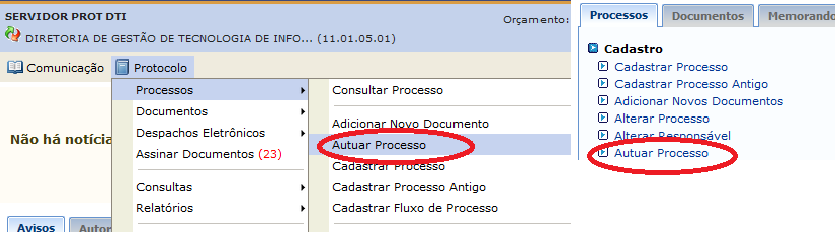 SERVIDOR PROT DTI
Orçamento:
DIRETORIA DE GESTÃO DE TECNOLOGIA DE INFO... (11.01.05.01)
Comunicação
Protocolo
Não há notícia
Avisos
Autor
Processos
Documentos
Despachos Eletrônicos
Assinar Documentos (23)
Consultas
Relatórios
Consultar Processo
Adicionar Novo Documento
Autuar Processo
Cadastrar Processo
Cadastrar Processo Antigo
Cadastrar Fluxo de Processo
Processos
Documentos
Memorando
Cadastro
Cadastrar Processo
Cadastrar Processo Antigo
Adicionar Novos Documentos
Alterar Processo
Alterar Responsável
Autuar Processo